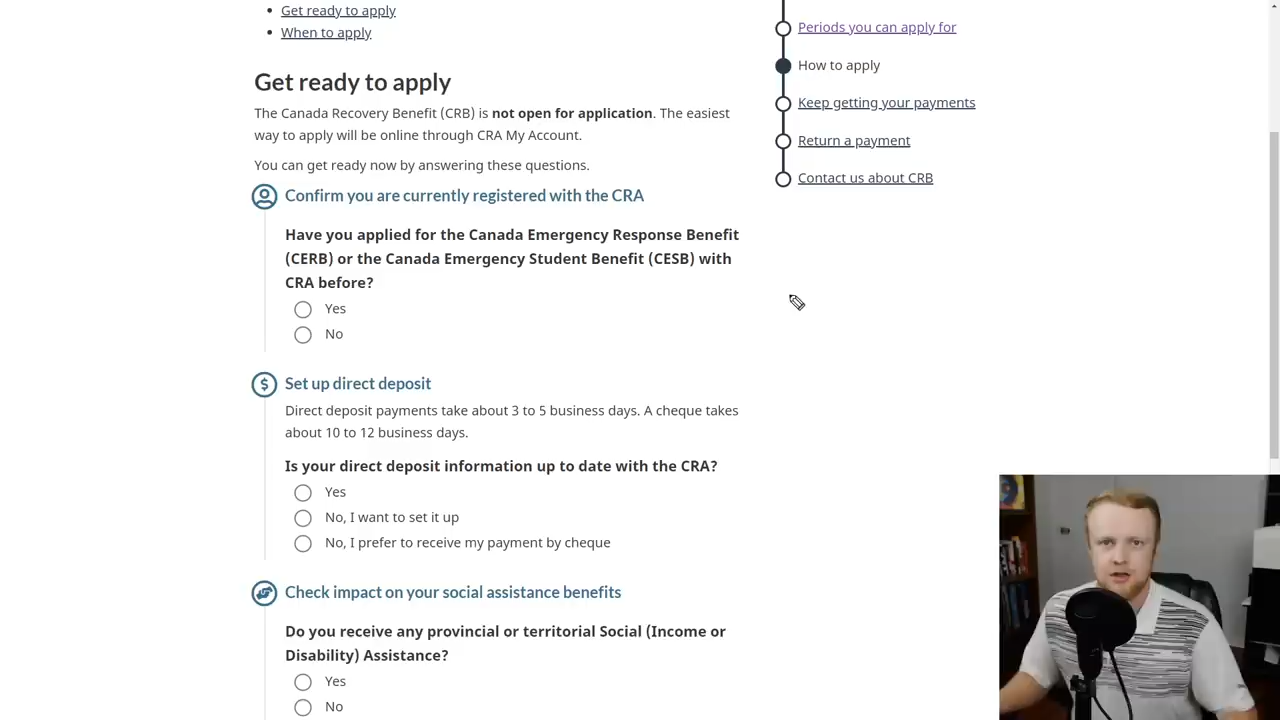 Get ready to apply
When to apply
Get ready to apply
The Canada Recovery Benefit (CRB) is not open for application. The easiest
way to apply will be online through CRA My Account.
You can get ready now by answering these questions.
Confirm you are currently registered with the CRA
Have you applied for the Canada Emergency Response Benefit
(CERB) or the Canada Emergency Student Benefit (CESB) with
CRA before?
Yes
No
$ Set up direct deposit
Direct deposit payments take about 3 to 5 business days. A cheque takes
about 10 to 12 business days.
Is your direct deposit information up to date with the CRA?
Yes
No, I want to set it up
No, I prefer to receive my payment by cheque
Check impact on your social assistance benefits
Do you receive any provincial or territorial Social (Income or
Disability) Assistance?
Yes
No
Periods you can apply for
How to apply
Keep getting your payments
Return a payment
Contact us about CRB